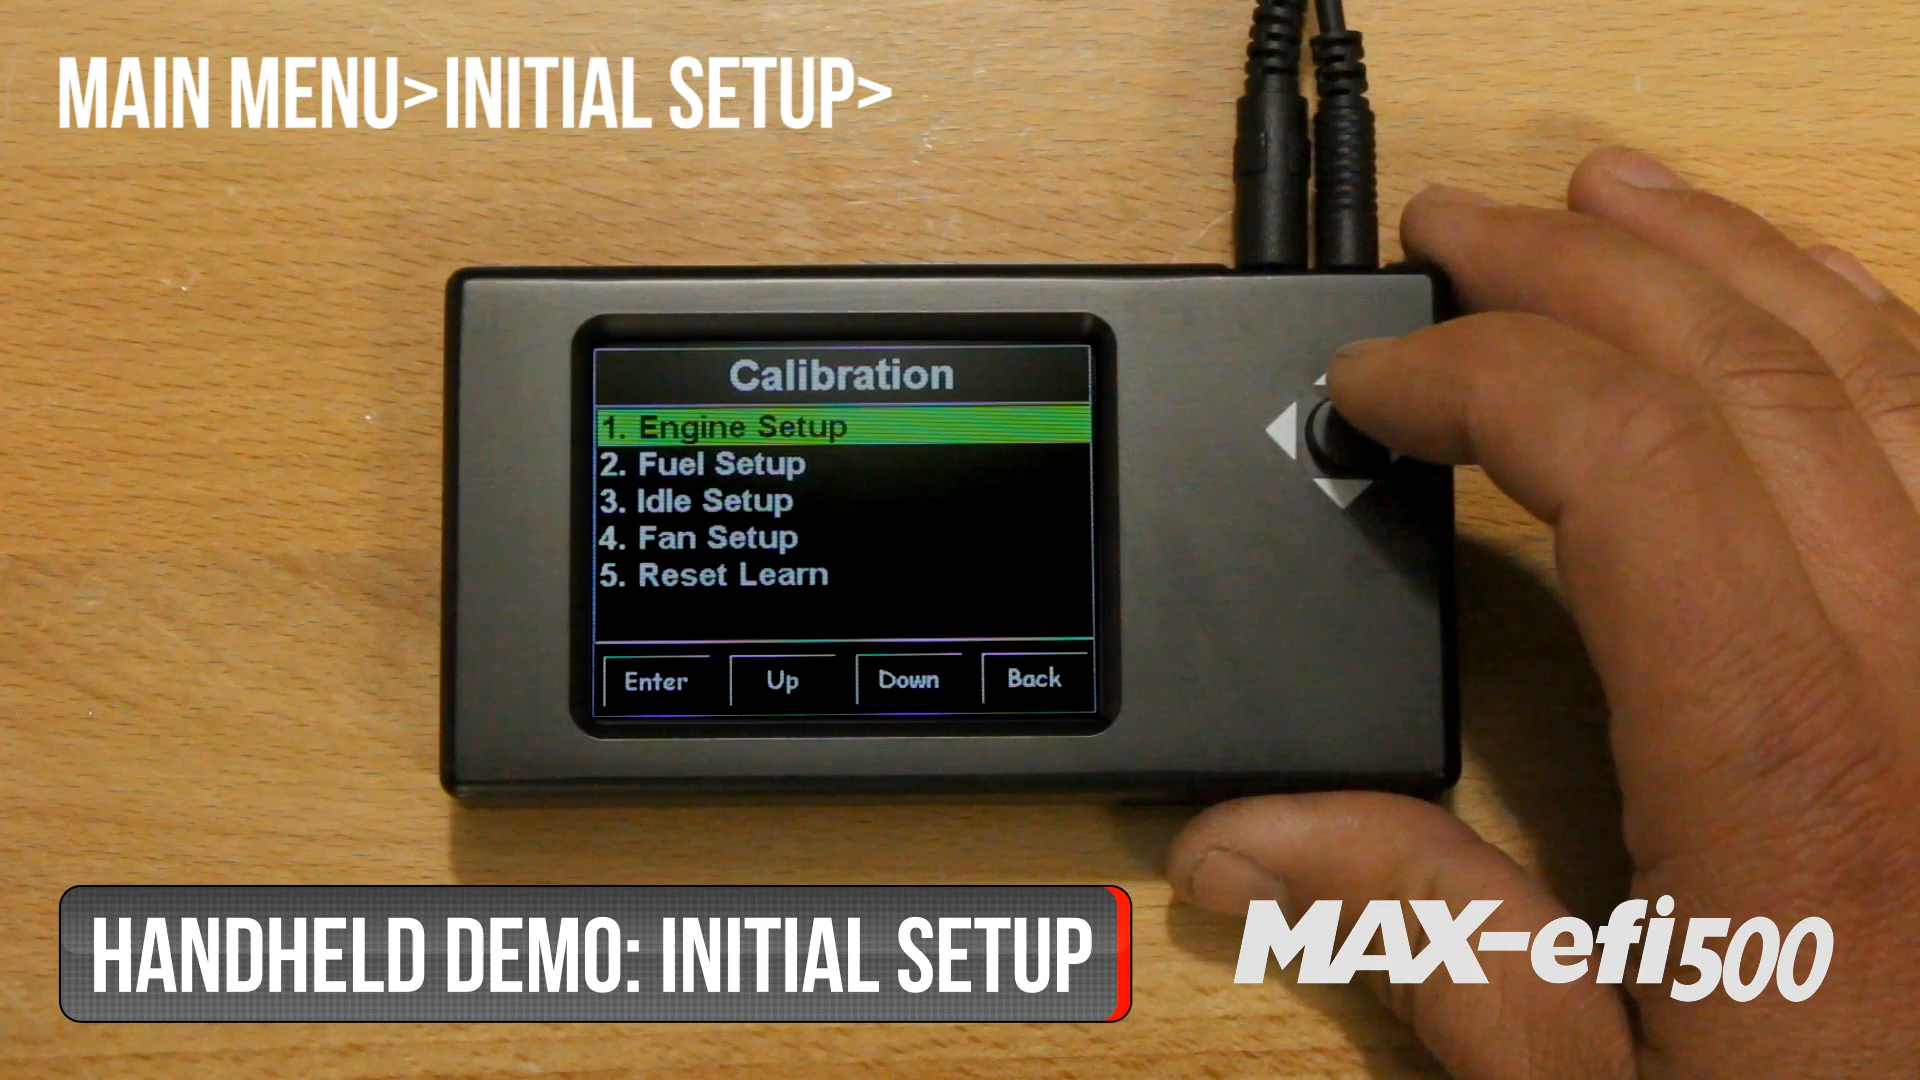 MAIN MENU>INITIAL SETUP>
Calibration
1. Engine Setup
2. Fuel Setup
3. Idle Setup
4. Fan Setup
5. Reset Learn
Enter Up Down Back
HANDHELD DEMO: INITIAL SETUP
MAX-efi500